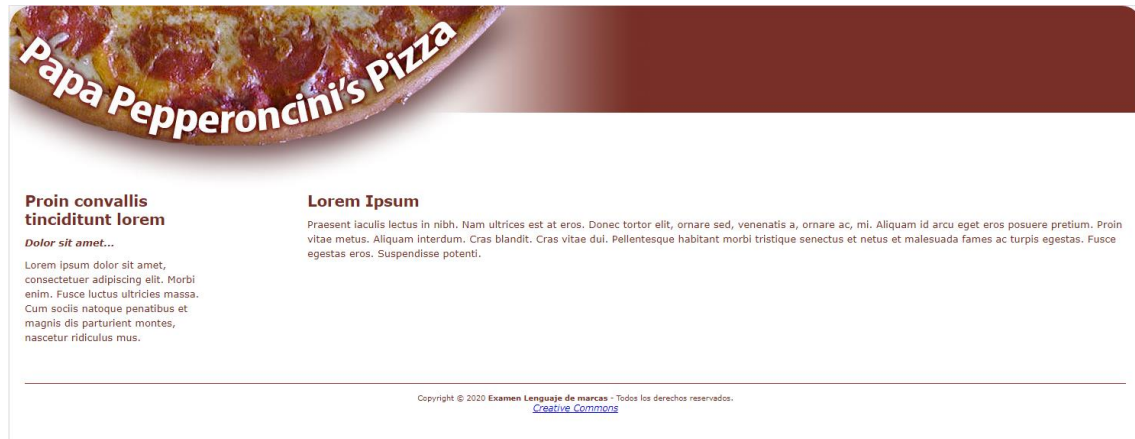 Papa Pepperoncini's Pizza
Proin convallis
tinciditunt lorem
Dolor sit amet...
Lorem ipsum dolor sit amet,
consectetuer adipiscing elit. Morbi
enim. Fusce luctus ultricies massa.
Cum sociis natoque penatibus et
magnis dis parturient montes,
nascetur ridiculus mus.
Lorem Ipsum
Praesent iaculis lectus in nibh. Nam ultrices est at eros. Donec tortor elit, ornare sed, venenatis a, ornare ac, mi. Aliquam id arcu eget eros posuere pretium. Proin
vitae metus. Aliquam interdum. Cras blandit. Cras vitae dui. Pellentesque habitant morbi tristique senectus et netus et malesuada fames ac turpis egestas. Fusce
egestas eros. Suspendisse potenti.
Copyright © 2020 Examen Lenguaje de marcas - Todos los derechos reservados.
Creative Commons